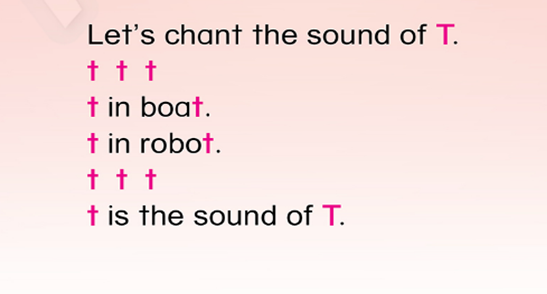 Let's chant the sound of T.
t t t
t in boat.
t in robot.
t t t
t is the sound of T.